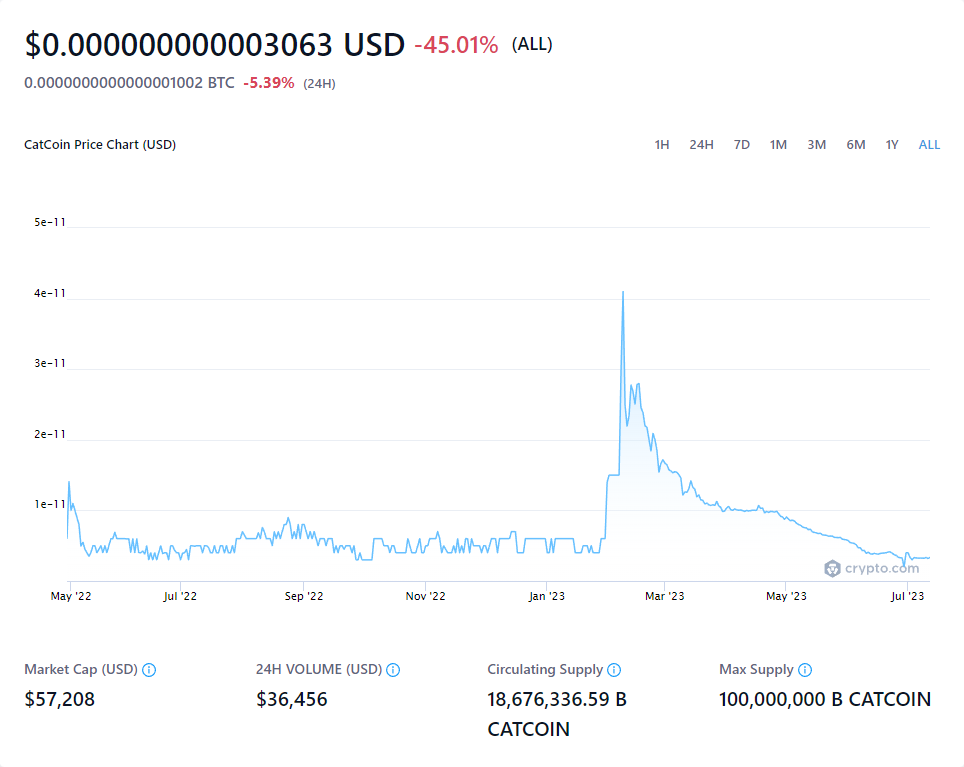 $0.000000000003063 USD -45.01% (ALL)
0.0000000000000001002 BTC -5.39% (24H)
CatCoin Price Chart (USD) 1H 24H 7D 1M 3M 6M 1Y ALL
5e-11
4e-11
3e-11
2e-11
1e-11
crypto.com
May '22 Jul '22 Sep '22 Nov '22 Jan '23 Mar '23 May '23 Jul '23
Market Cap (USD) 24H VOLUME (USD) Circulating Supply Max Supply
$57,208 $36,456 18,676,336.59 B 100,000,000 B CATCOIN
CATCOIN